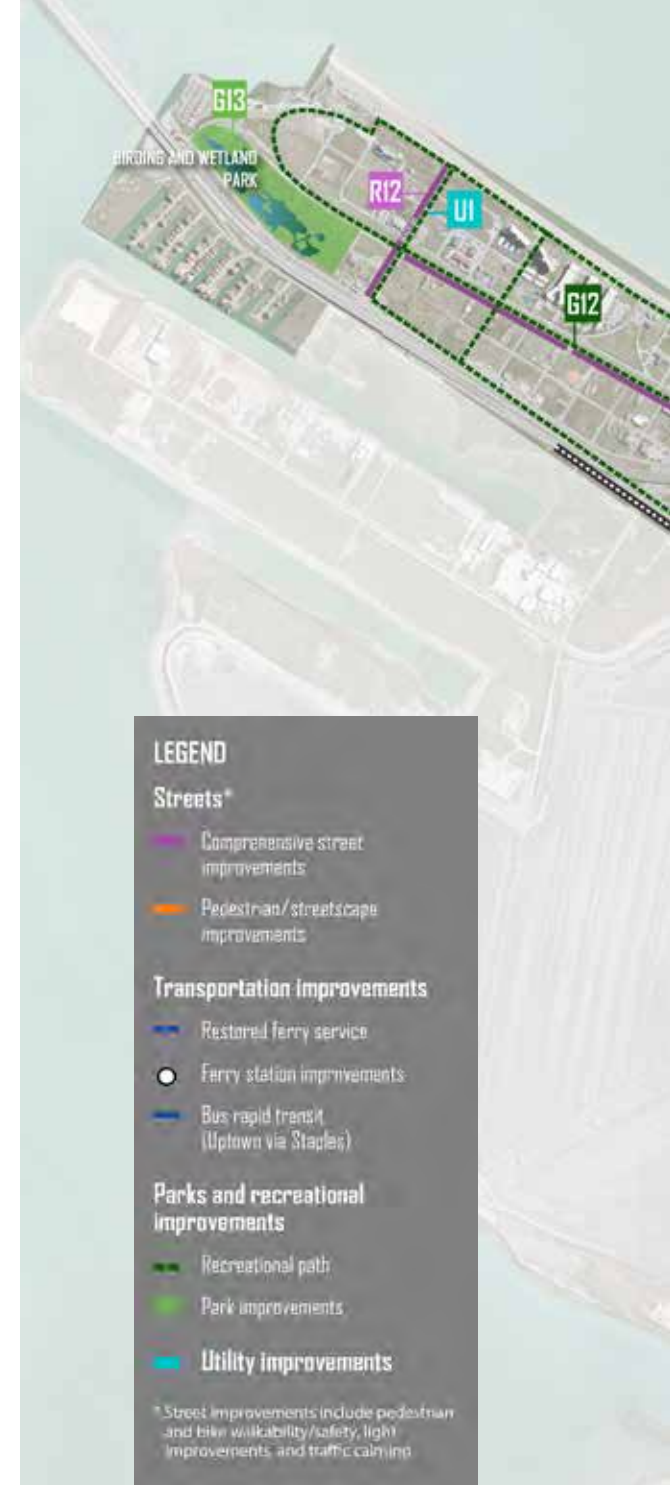 G13
BIRDING AND WETLAND
PARK
R12
U1
G12
LEGEND
Streets*
Comprehensive street
improvements
Pedestrian/streetscape
improvements
Transportation improvements
Restored ferry service
Ferry station improvements
Bus rapid transit
(Uptown via Staples)
Parks and recreational
improvements
Recreational path
Park improvements
Utility improvements
* Street improvements include pedestrian
and bike walkability/safety, light
improvements, and traffic calming